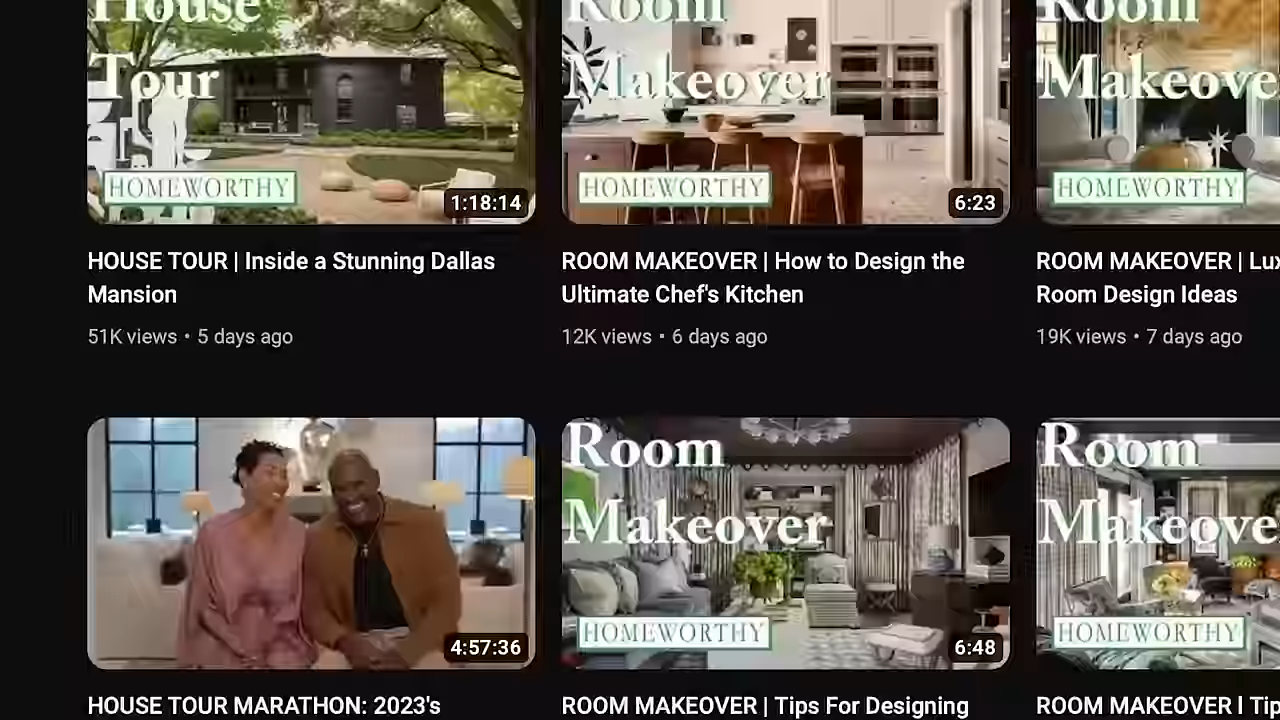 House
Tour
HOMEWORTHY
1:18:14
Room
Makeover
HOMEWORTHY
6:23
Room
Makeove
HOMEWORTHY
HOUSE TOUR | Inside a Stunning Dallas
Mansion
51K views • 5 days ago
ROOM MAKEOVER | How to Design the
Ultimate Chef's Kitchen
12K views • 6 days ago
ROOM MAKEOVER | Lux
Room Design Ideas
19K views • 7 days ago
4:57:36
Room
Makeover
HOMEWORTHY
6:48
Room
Makeove
HOMEWORTHY
HOUSE TOUR MARATHON: 2023's
ROOM MAKEOVER | Tips For Designing
ROOM MAKEOVER l Tip